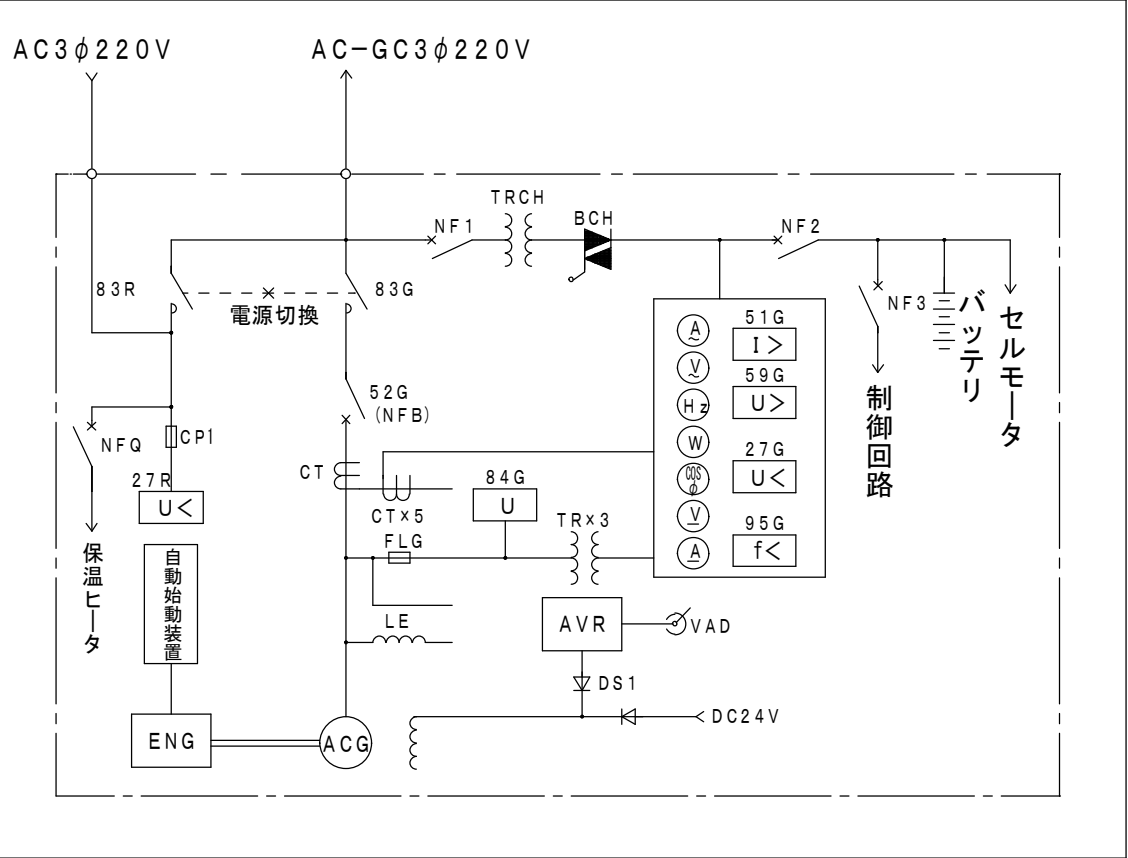 AC3φ220V
AC-GC3φ220V
TRCH
BCH
NF1
NF2
83R
83G
電源切換
NF3
バッテリ
セルモータ
51G
I>
A
V
59G
U>
Hz
52G
(NFB)
制御回路
W
NFQ
CP1
CT
27G
U<
COSφ
27R
U<
84G
U
CT×5
TR×3
V
95G
f<
A
FLG
保温ヒータ
自動始動装置
LE
AVR
VAD
DS1
DC24V
ENG
ACG